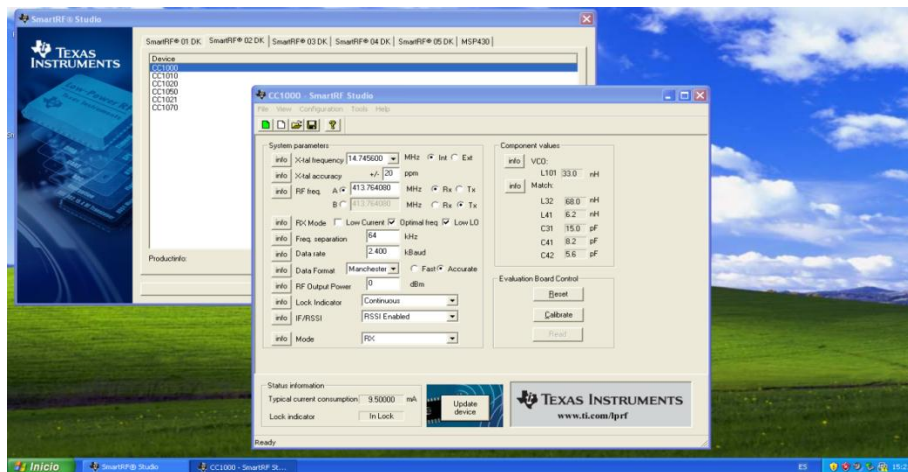 SmartRF® Studio
TEXAS
INSTRUMENTS
SmartRF® 01 DK SmartRF® 02 DK SmartRF® 03 DK SmartRF® 04 DK SmartRF® 05 DK MSP430
Device
CC1000
CC1010
CC1020
CC1050
CC1021
CC1070
Productinfo:
CC1000 - SmartRF Studio
File View Configuration Tools Help
System parameters
info X-tal frequency 14.745600 MHz Int Ext
info X-tal accuracy +/- 20 ppm
info RF freq. A 413.764080 MHz Rx Tx
B 413.764080 MHz Rx Tx
info RX Mode Low Current Optimal freq. Low LO
info Freq. separation 64 kHz
info Data rate 2.400 kBaud
info Data Format Manchester Fast Accurate
info RF Output Power 0 dBm
info Lock Indicator Continuous
info IF/RSSI RSSI Enabled
info Mode RX
Component values
info VCO:
L101 33.0 nH
info Match:
L32 68.0 nH
L41 6.2 nH
C31 15.0 pF
C41 8.2 pF
C42 5.6 pF
Evaluation Board Control
Reset
Calibrate
Read
Status information
Typical current consumption 9.50000 mA
Lock indicator In Lock
Update
device
TEXAS INSTRUMENTS
www.ti.com/lprf
Ready
Inicio SmartRF® Studio CC1000 - SmartRF St... ES